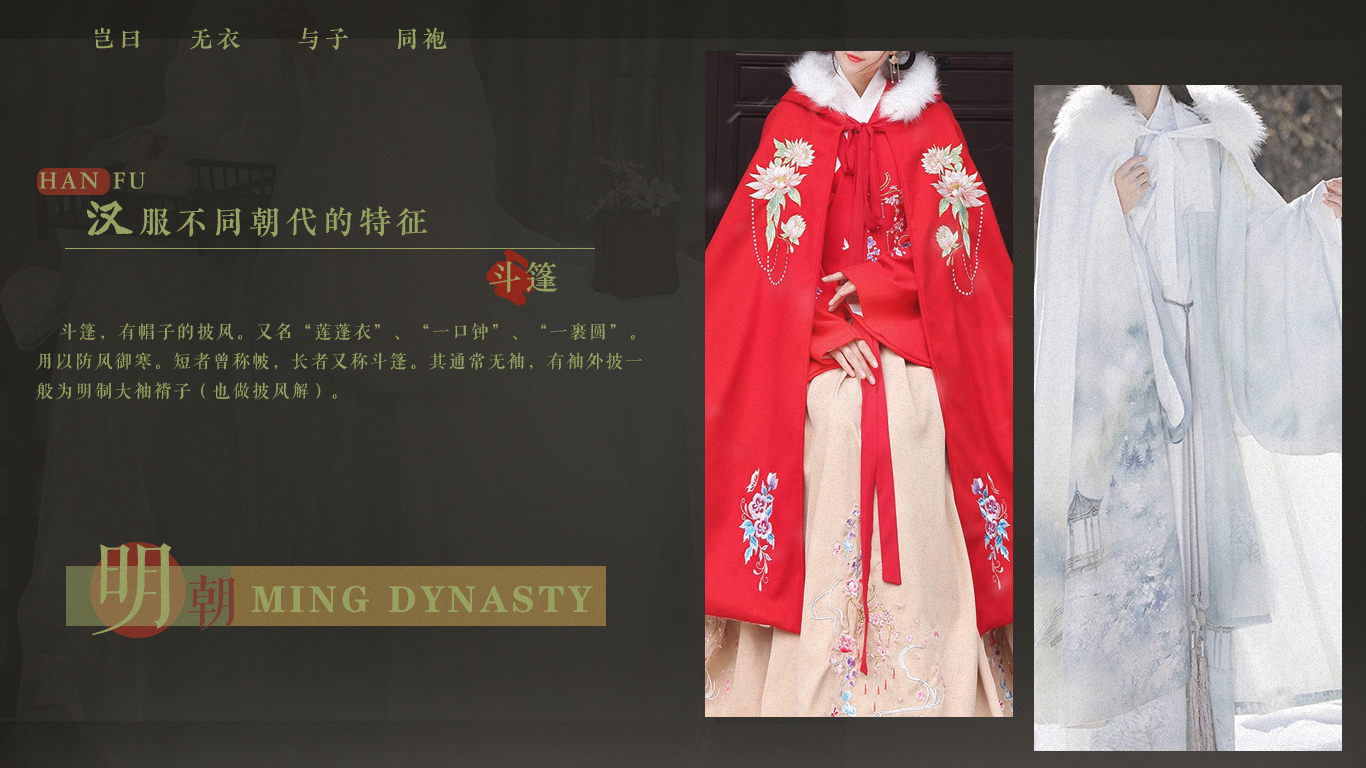 岂曰 无衣 与子 同袍
HAN FU
汉服不同朝代的特征
斗篷
斗篷，有帽子的披风。又名“莲蓬衣”、“一口钟”、“一裹圆”。
用以防风御寒。短者曾称帔，长者又称斗篷。其通常无袖，有袖外披一
般为明制大袖褙子（也做披风解）。
明朝 MING DYNASTY